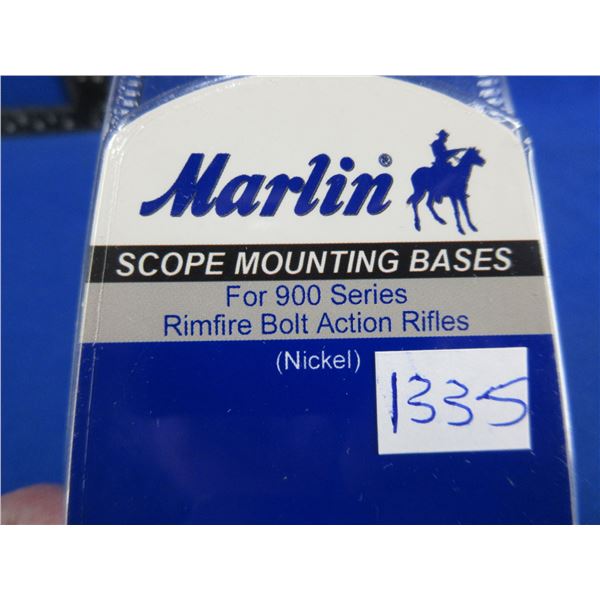 Marlin®
SCOPE MOUNTING BASES
For 900 Series
Rimfire Bolt Action Rifles
(Nickel)
1335